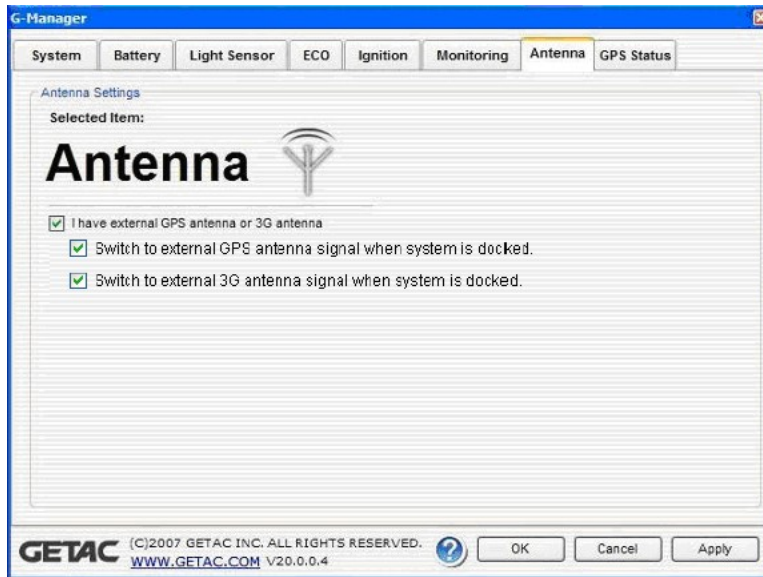 G-Manager
System Battery Light Sensor ECO Ignition Monitoring Antenna GPS Status
Antenna Settings
Selected Item:
Antenna
I have external GPS antenna or 3G antenna
Switch to external GPS antenna signal when system is docked.
Switch to external 3G antenna signal when system is docked.
GETAC (C)2007 GETAC INC. ALL RIGHTS RESERVED.
WWW.GETAC.COM V20.0.0.4
? OK Cancel Apply